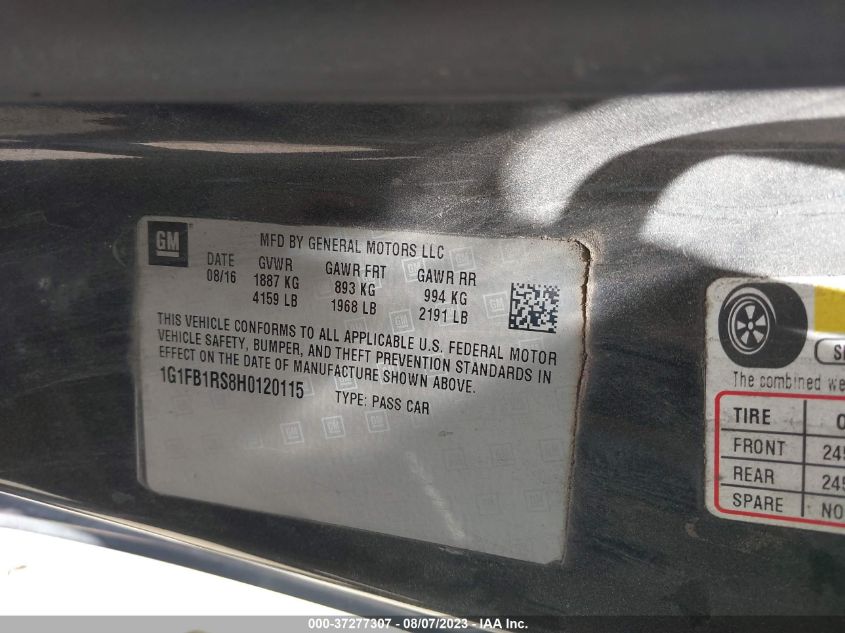 GM
MFD BY GENERAL MOTORS LLC
DATE GVWR GAWR FRT GAWR RR
08/16 1887 KG 893 KG 994 KG
4159 LB 1968 LB 2191 LB
THIS VEHICLE CONFORMS TO ALL APPLICABLE U.S. FEDERAL MOTOR
VEHICLE SAFETY, BUMPER, AND THEFT PREVENTION STANDARDS IN
EFFECT ON THE DATE OF MANUFACTURE SHOWN ABOVE.
1G1FB1RS8H0120115 TYPE: PASS CAR
The combined we
TIRE
FRONT 245
REAR 245
SPARE NO
000-37277307 - 08/07/2023 - IAA Inc.